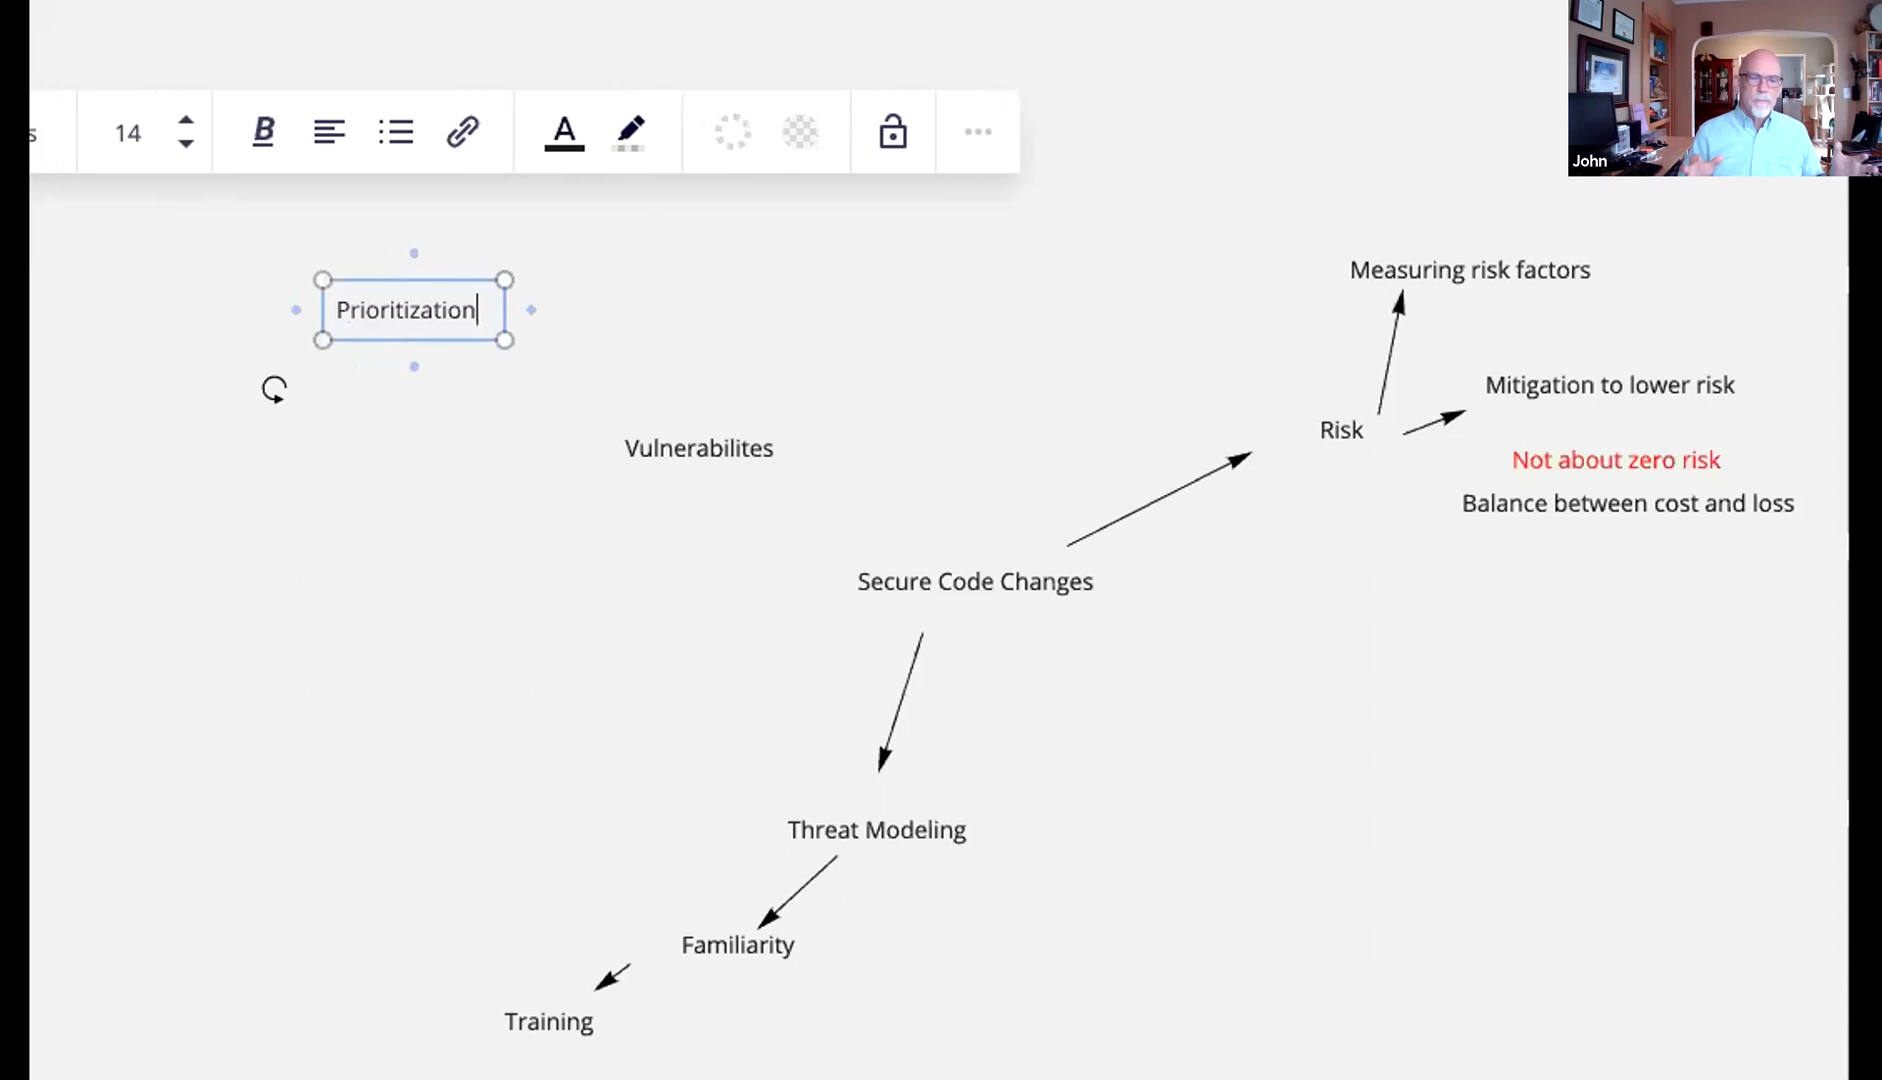 s
14
B
A
John
Prioritization
Measuring risk factors
Mitigation to lower risk
Risk
Vulnerabilites
Not about zero risk
Balance between cost and loss
Secure Code Changes
Threat Modeling
Familiarity
Training